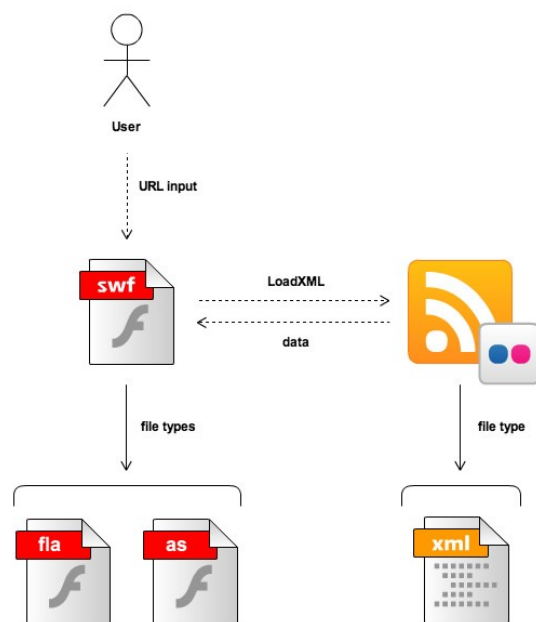 User
URL input
swf
LoadXML
data
file types
file type
fla
as
xml